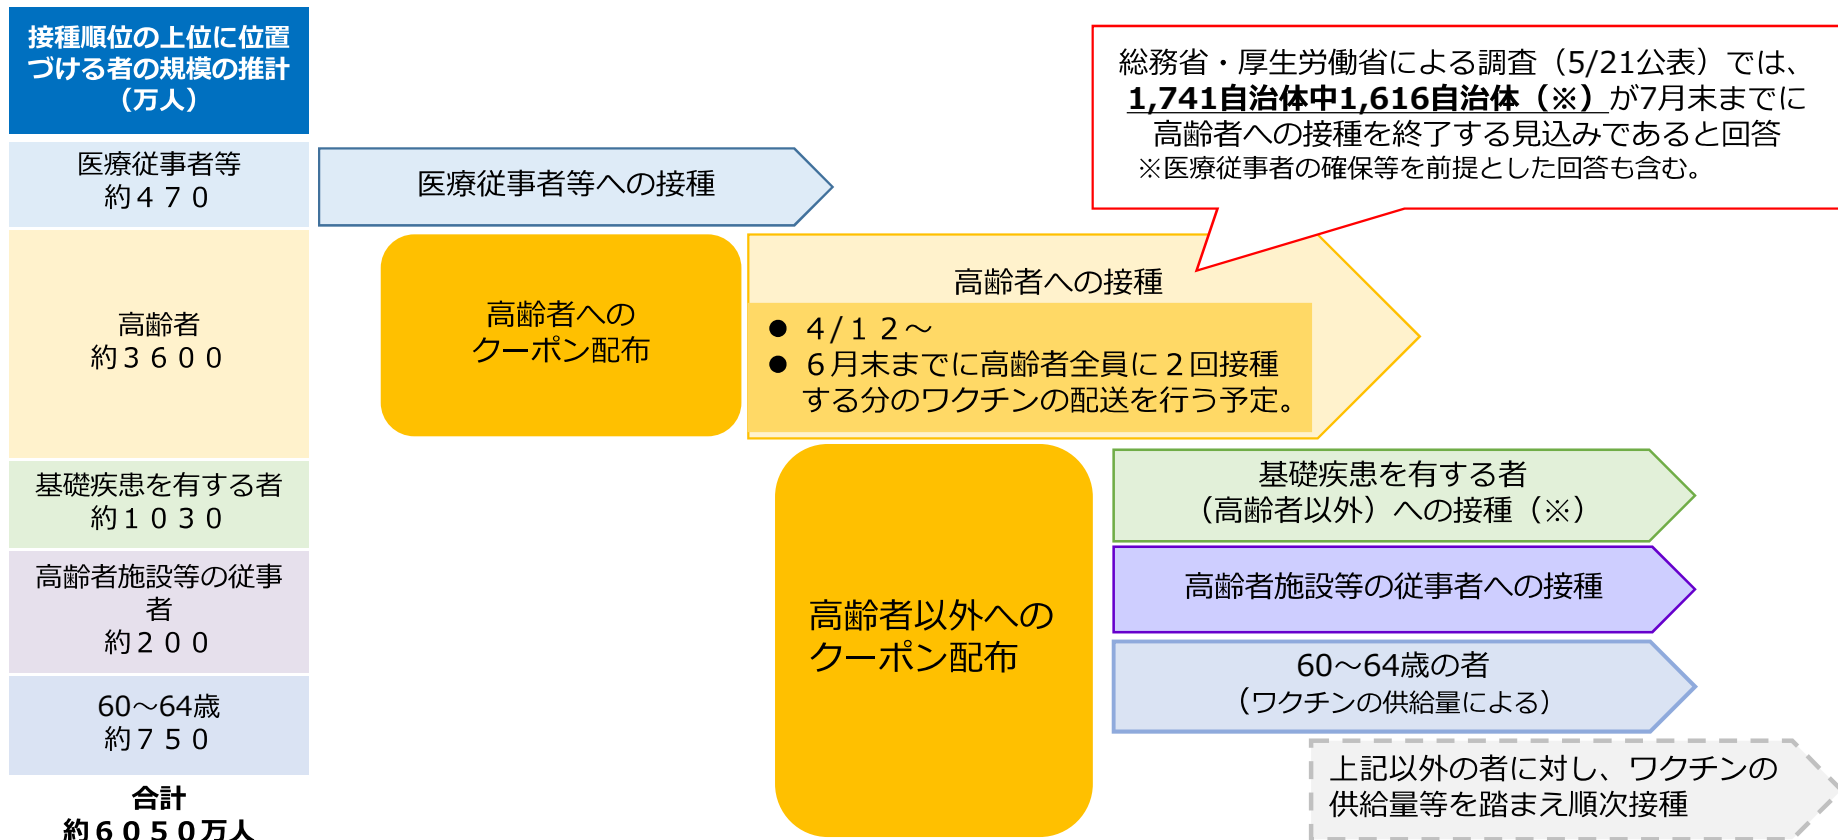 接種順位の上位に位置
づける者の規模の推計
（万人）
医療従事者等
約４７０
高齢者
約３６００
基礎疾患を有する者
約１０３０
高齢者施設等の従事
者
約２００
60～64歳
約７５０
合計
約６０５０万人
総務省・厚生労働省による調査（5/21公表）では、
1,741自治体中1,616自治体（※）が7月末までに
高齢者への接種を終了する見込みであると回答
※医療従事者の確保等を前提とした回答も含む。
医療従事者等への接種
高齢者への
クーポン配布
高齢者への接種
● ４/１２～
● ６月末までに高齢者全員に２回接種
する分のワクチンの配送を行う予定。
高齢者以外への
クーポン配布
基礎疾患を有する者
（高齢者以外）への接種（※）
高齢者施設等の従事者への接種
60～64歳の者
（ワクチンの供給量による）
上記以外の者に対し、ワクチンの
供給量等を踏まえ順次接種